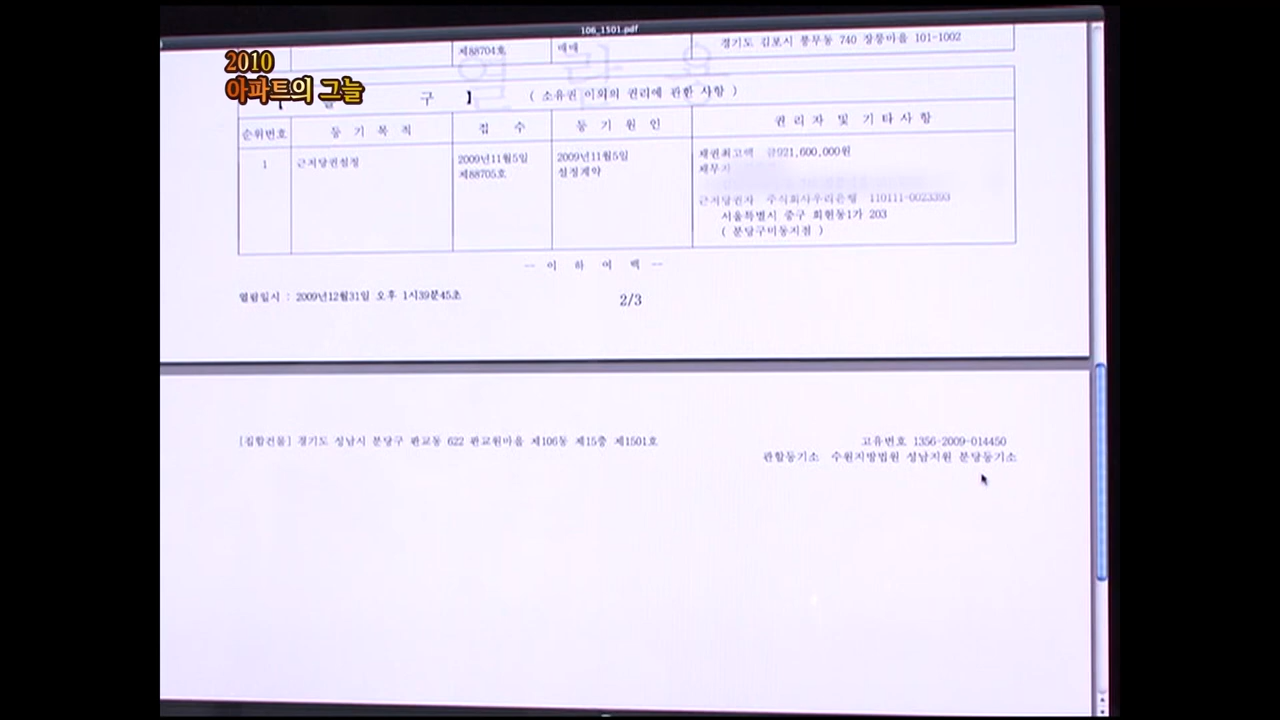 106_1501.pdf
제88704호
매매
경기도 김포시 풍무동 740 장릉마을 101-1002
2010
아파트의 그늘
열 람 용
구 】 ( 소유권 이외의 권리에 관한 사항 )
순위번호 등 기 목 적 접 수 등 기 원 인 권 리 자 및 기 타 사 항
1 근저당권설정 2009년11월5일 2009년11월5일 채권최고액 금921,600,000원
제88705호 설정계약 채무자
근저당권자 주식회사우리은행 110111-0023393
서울특별시 중구 회현동1가 203
( 분당구미동지점 )
-- 이 하 여 백 --
열람일시 : 2009년12월31일 오후 1시39분45초 2/3
[집합건물] 경기도 성남시 분당구 판교동 622 판교원마을 제106동 제15층 제1501호 고유번호 1356-2009-014450
관할등기소 수원지방법원 성남지원 분당등기소